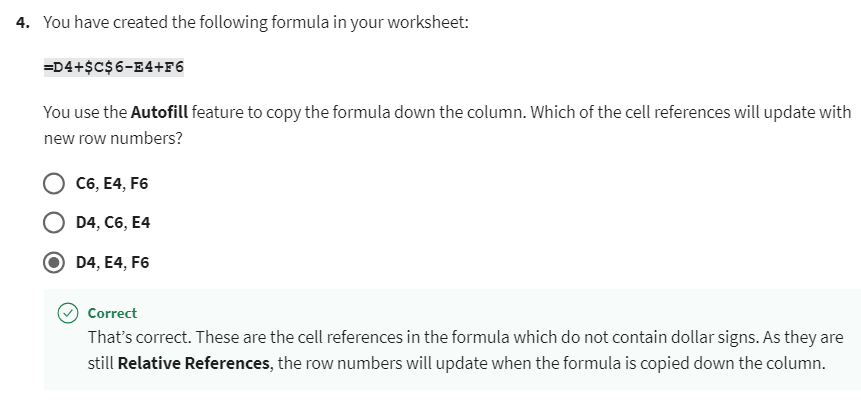 4. You have created the following formula in your worksheet:
=D4+$C$6-E4+F6
You use the Autofill feature to copy the formula down the column. Which of the cell references will update with
new row numbers?
C6, E4, F6
D4, C6, E4
D4, E4, F6
Correct
That’s correct. These are the cell references in the formula which do not contain dollar signs. As they are
still Relative References, the row numbers will update when the formula is copied down the column.